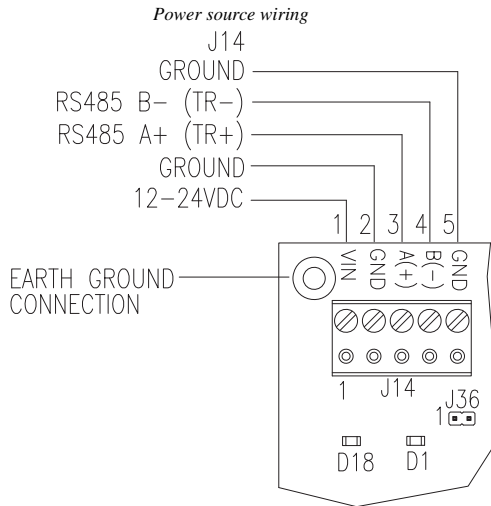 Power source wiring
J14
GROUND
RS485 B- (TR-)
RS485 A+ (TR+)
GROUND
12-24VDC
1 2 3 4 5
VIN GND A(+) B(-) GND
EARTH GROUND
CONNECTION
1 J14
J36
1
D18 D1